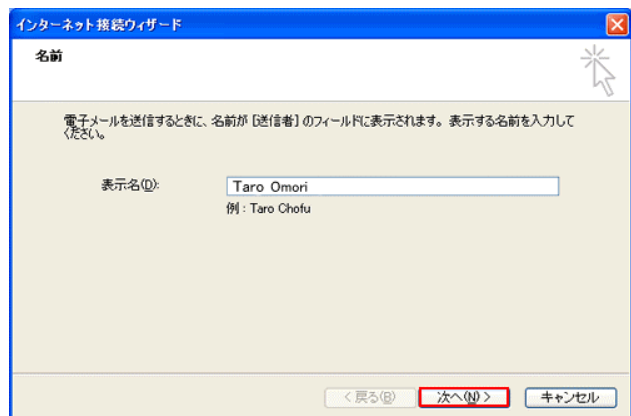 インターネット接続ウィザード
名前
電子メールを送信するときに、名前が [送信者] のフィールドに表示されます。表示する名前を入力して
ください。
表示名(D):
Taro Omori
例 : Taro Chofu
< 戻る(B)
次へ(N) >
キャンセル